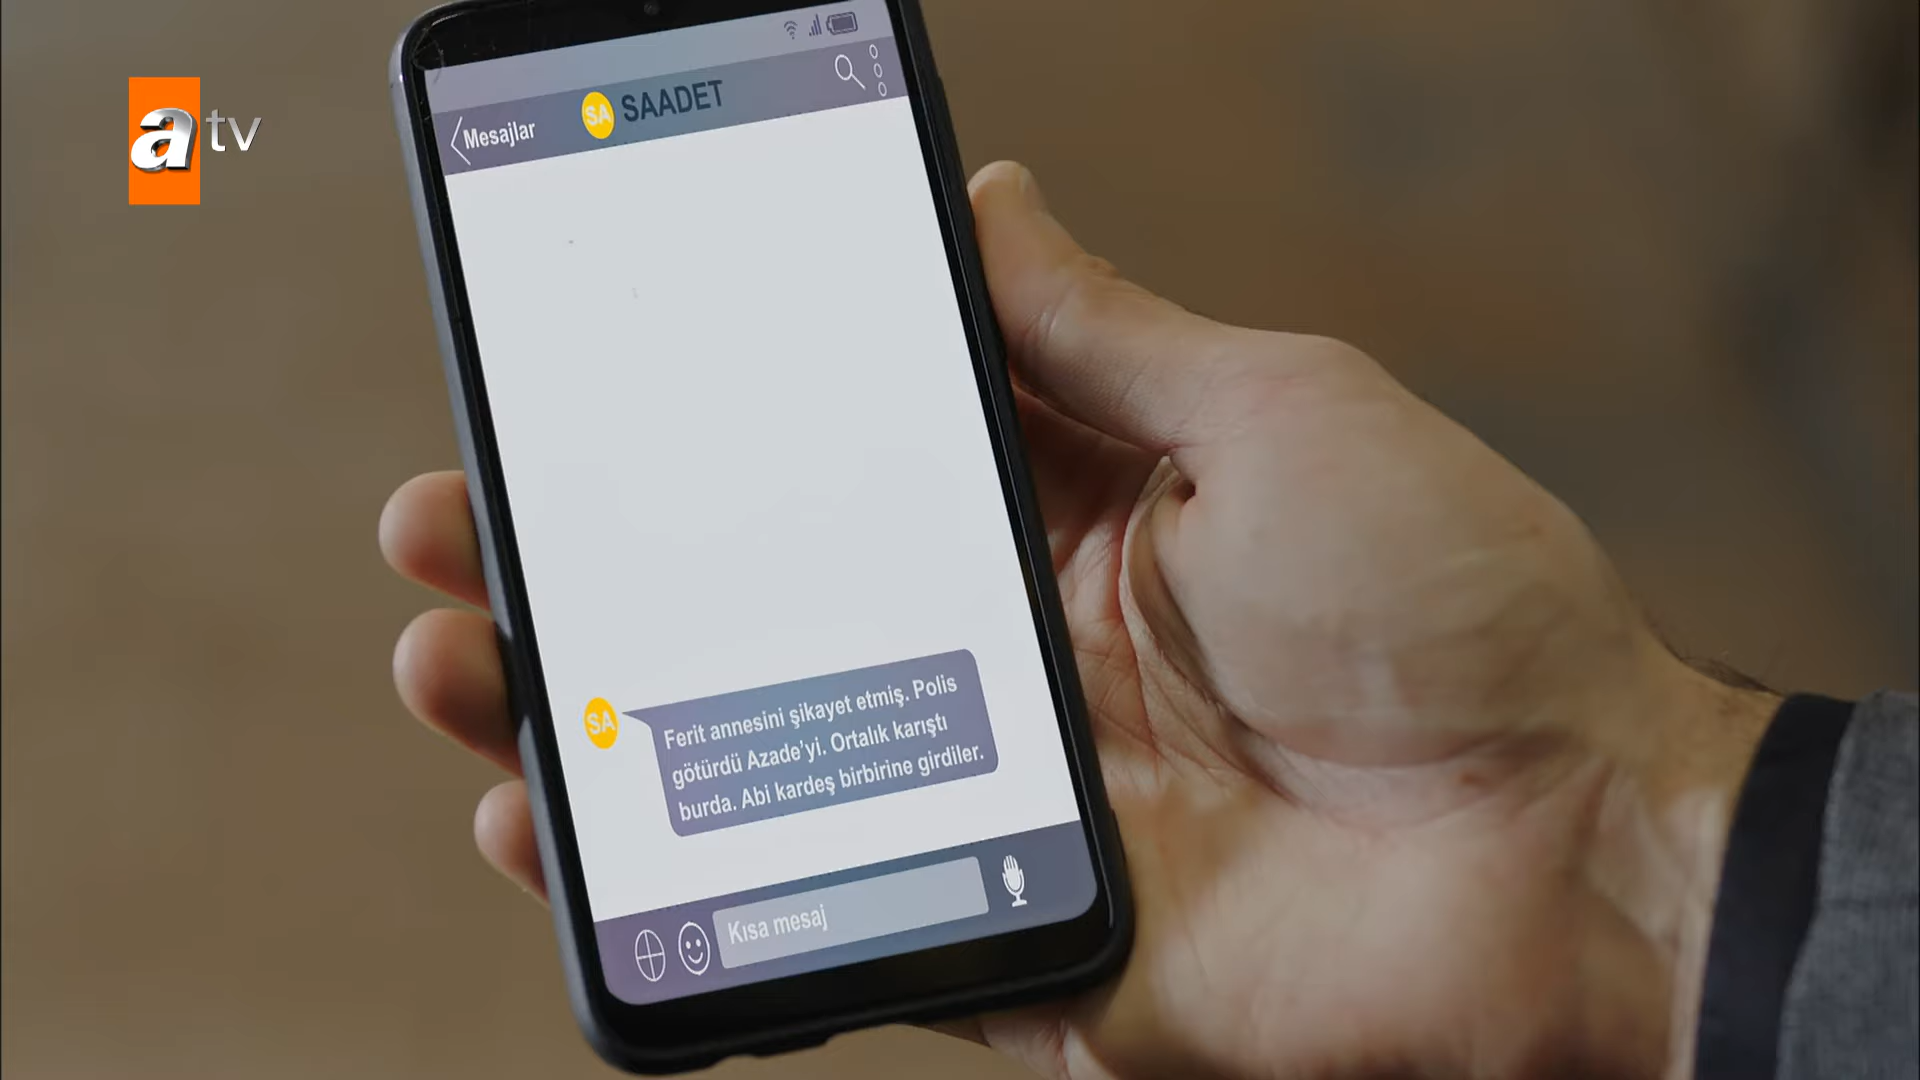 a tv
Mesajlar
SA SAADET
SA
Ferit annesini şikayet etmiş. Polis
götürdü Azade'yi. Ortalık karıştı
burda. Abi kardeş birbirine girdiler.
Kısa mesaj